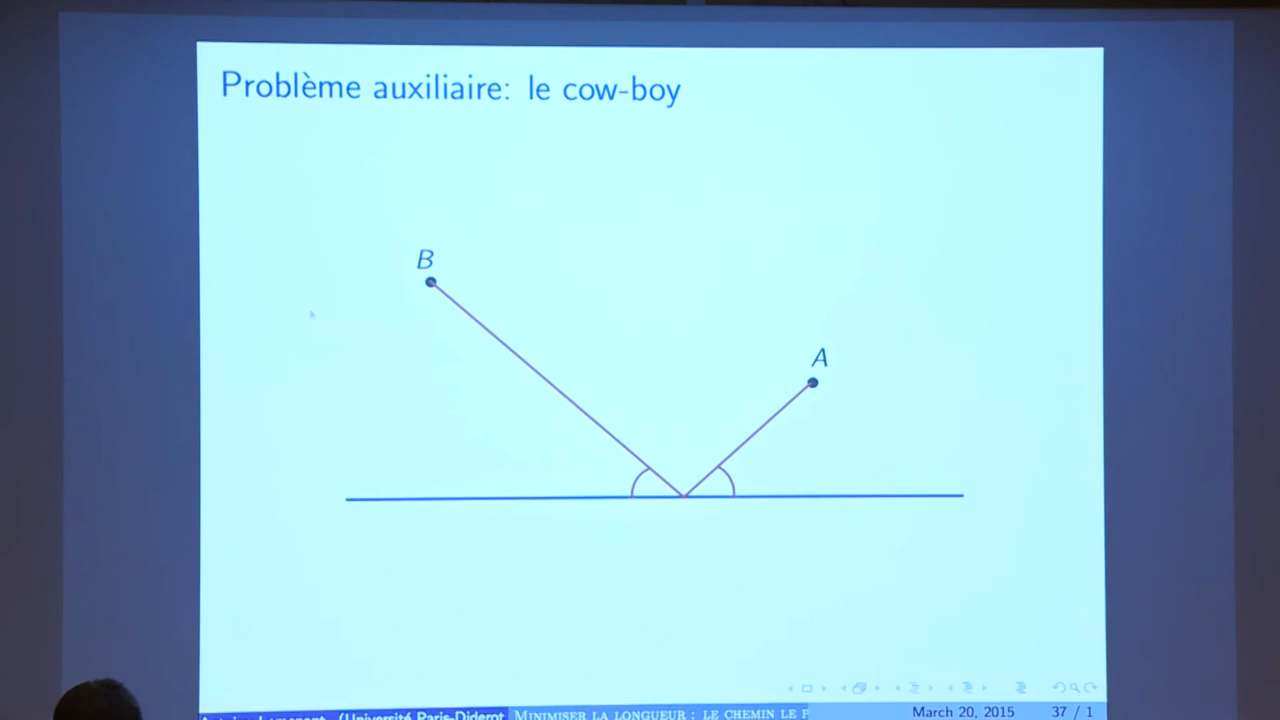 Problème auxiliaire: le cow-boy
B
A
(Université Paris-Diderot MINIMISER LA LONGUEUR : LE CHEMIN LE March 20, 2015 37 / 1